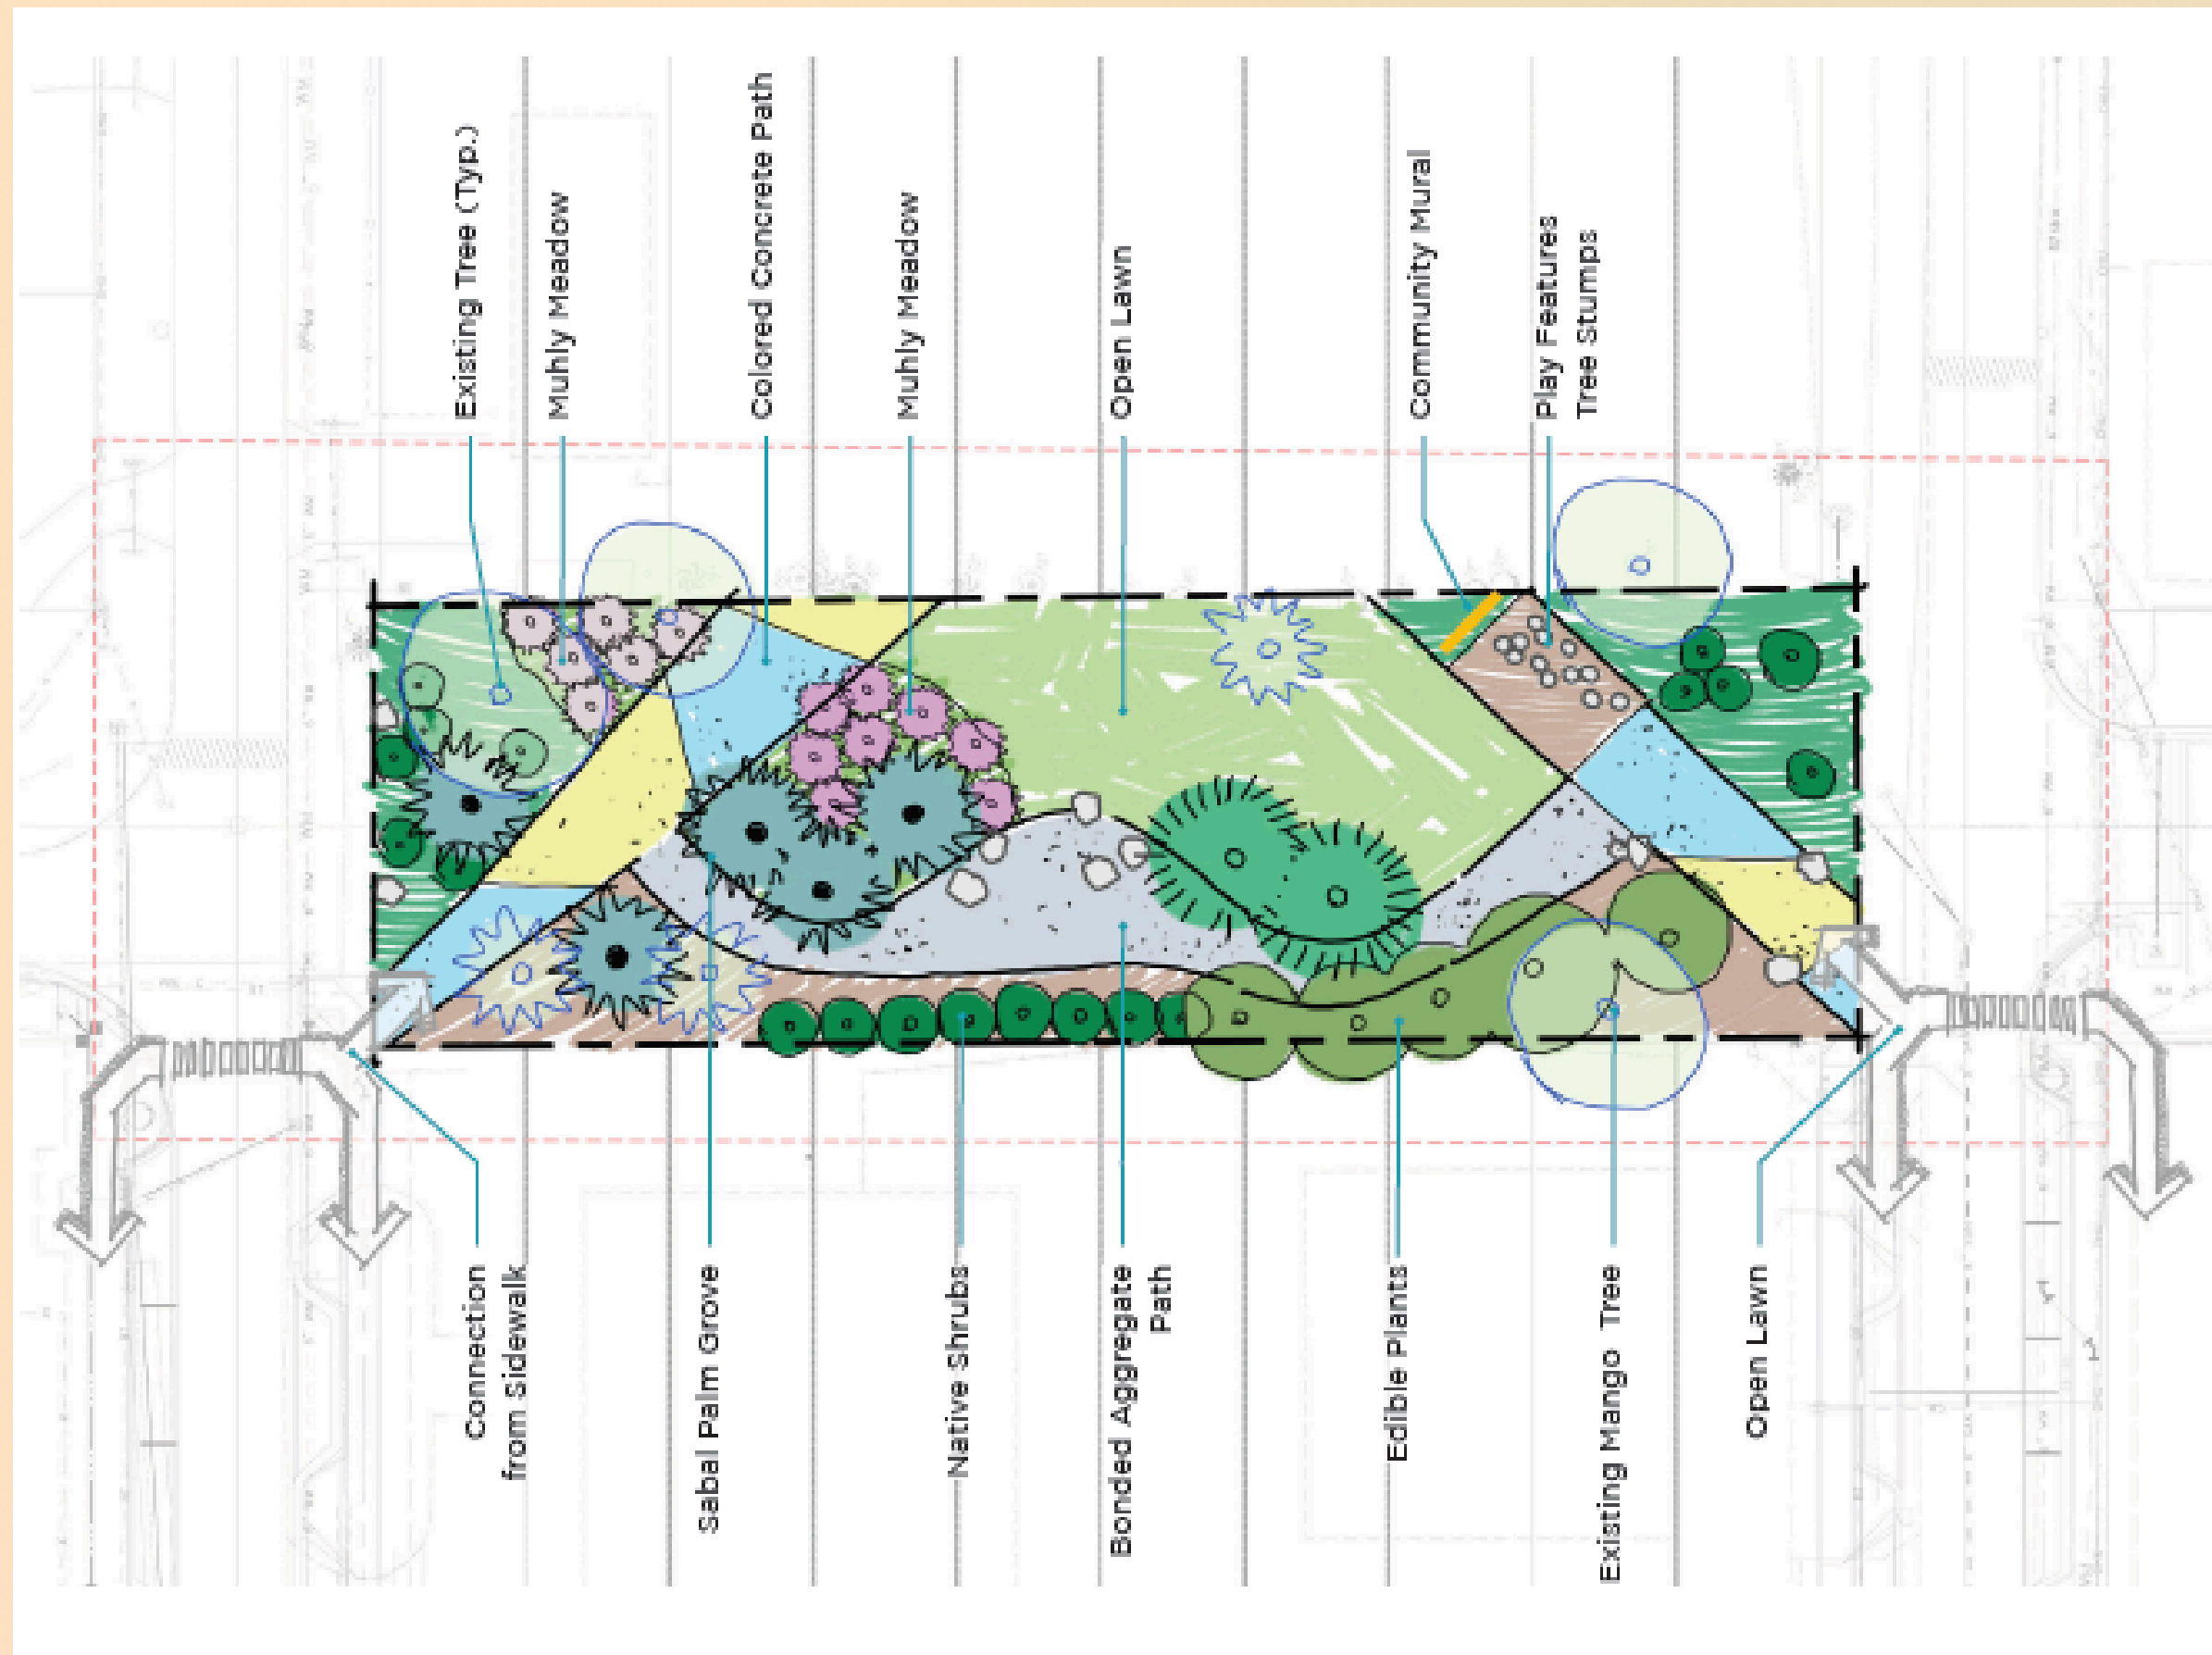 Existing Tree (Typ.)
Muhly Meadow
Colored Concrete Path
Muhly Meadow
Open Lawn
Community Mural
Play Features
Tree Stumps
Connection
from Sidewalk
Sabal Palm Grove
Native Shrubs
Bonded Aggregate
Path
Edible Plants
Existing Mango Tree
Open Lawn